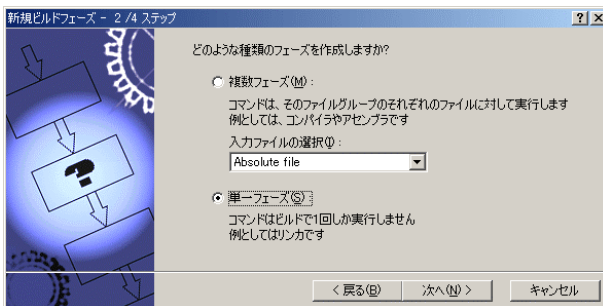 新規ビルドフェーズ - 2/4 ステップ
どのような種類のフェーズを作成しますか?
複数フェーズ(M):
コマンドは、そのファイルグループのそれぞれのファイルに対して実行します
例としては、コンパイラやアセンブラです
入力ファイルの選択(I):
Absolute file
単一フェーズ(S):
コマンドはビルドで1回しか実行しません
例としてはリンカです
< 戻る(B)
次へ(N) >
キャンセル